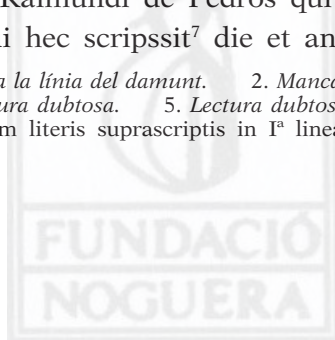 Raimundi de Pedros qui
hec scripssit⁷ die et an
a la línia del damunt. 2. Manca
ura dubtosa. 5. Lectura dubtos
m literis suprascriptis in Iª linea
FUNDACIÓ
NOGUERA